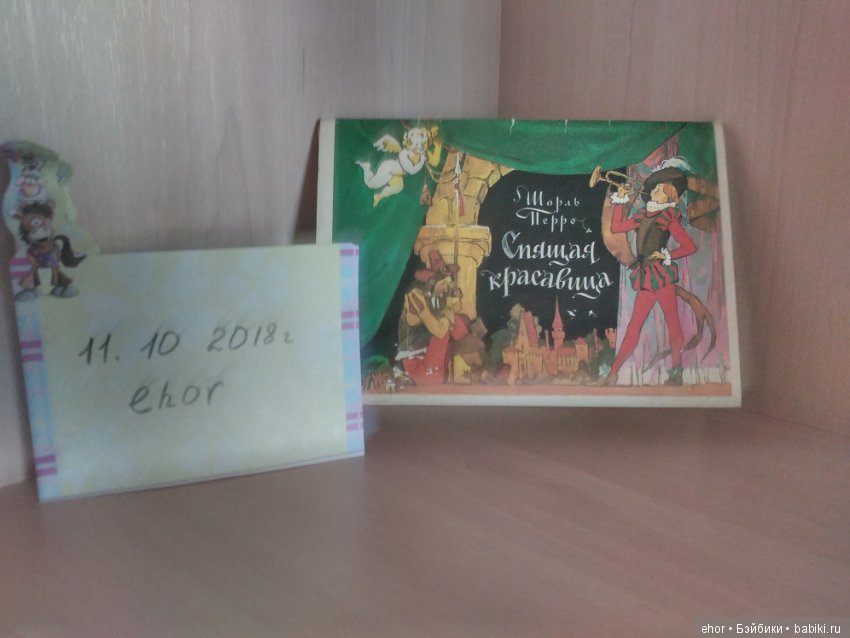 11. 10 2018г
ehor
Шарль
Перро
Спящая
красавица
ehor • Бэйбики • babiki.ru